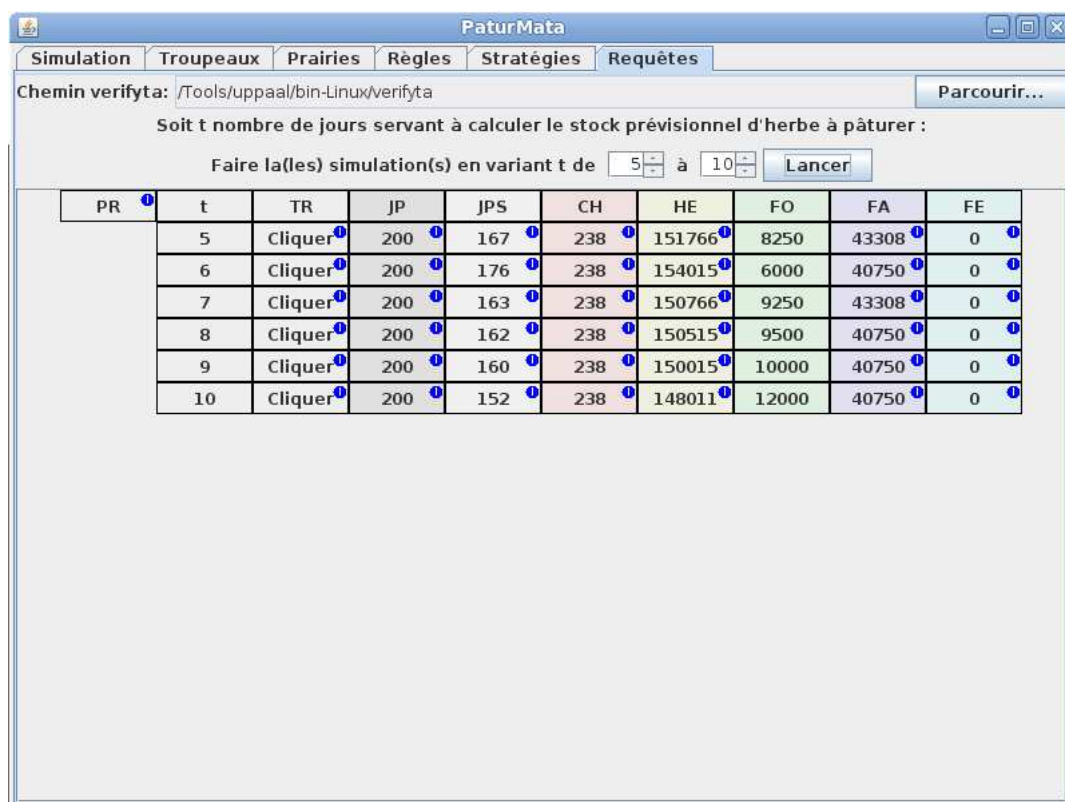 PaturMata
Simulation Troupeaux Prairies Règles Stratégies Requêtes
Chemin verifyta: /Tools/uppaal/bin-Linux/verifyta Parcourir...
Soit t nombre de jours servant à calculer le stock prévisionnel d'herbe à pâturer :
Faire la(les) simulation(s) en variant t de 5 à 10 Lancer
PR t TR JP JPS CH HE FO FA FE
5 Cliquer 200 167 238 151766 8250 43308 0
6 Cliquer 200 176 238 154015 6000 40750 0
7 Cliquer 200 163 238 150766 9250 43308 0
8 Cliquer 200 162 238 150515 9500 40750 0
9 Cliquer 200 160 238 150015 10000 40750 0
10 Cliquer 200 152 238 148011 12000 40750 0